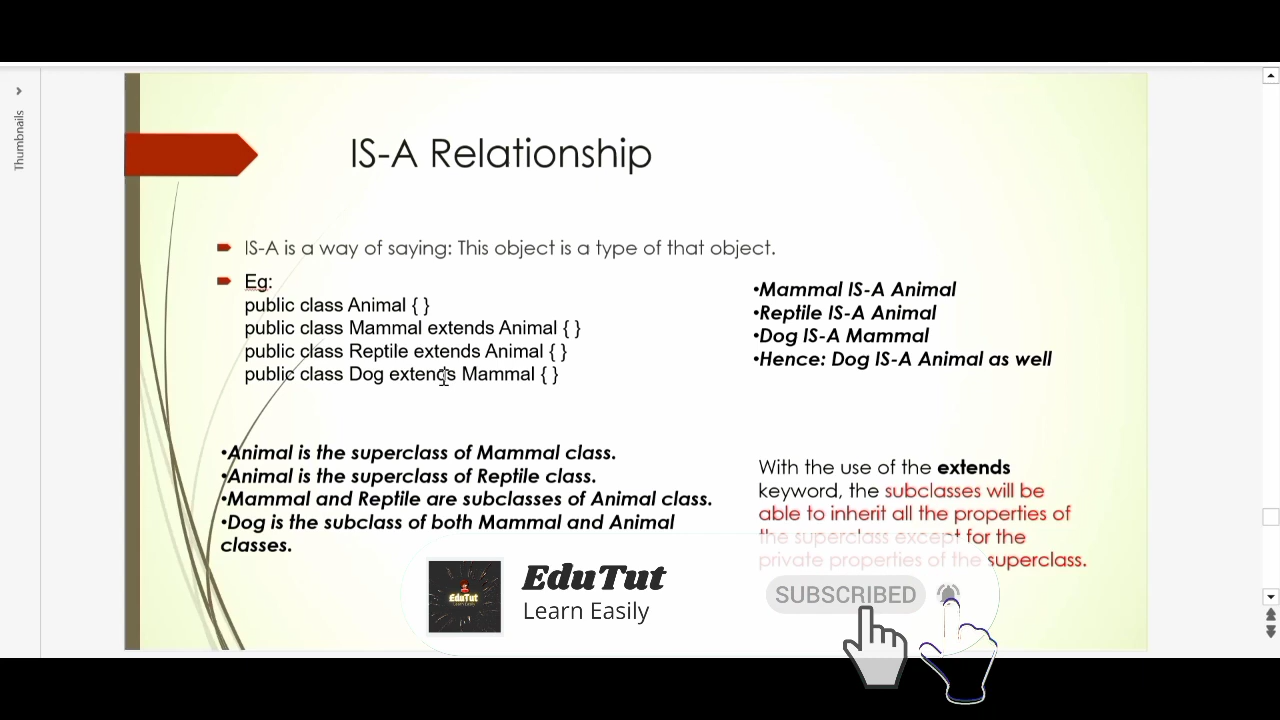 Thumbnails
IS-A Relationship
IS-A is a way of saying: This object is a type of that object.
Eg:
public class Animal { }
public class Mammal extends Animal { }
public class Reptile extends Animal { }
public class Dog extends Mammal { }
•Mammal IS-A Animal
•Reptile IS-A Animal
•Dog IS-A Mammal
•Hence: Dog IS-A Animal as well
•Animal is the superclass of Mammal class.
•Animal is the superclass of Reptile class.
•Mammal and Reptile are subclasses of Animal class.
•Dog is the subclass of both Mammal and Animal
classes.
With the use of the extends
keyword, the subclasses will be
able to inherit all the properties of
the superclass except for the
private properties of the superclass.
EduTut
Learn Easily
EduTut
Learn Easily
SUBSCRIBED